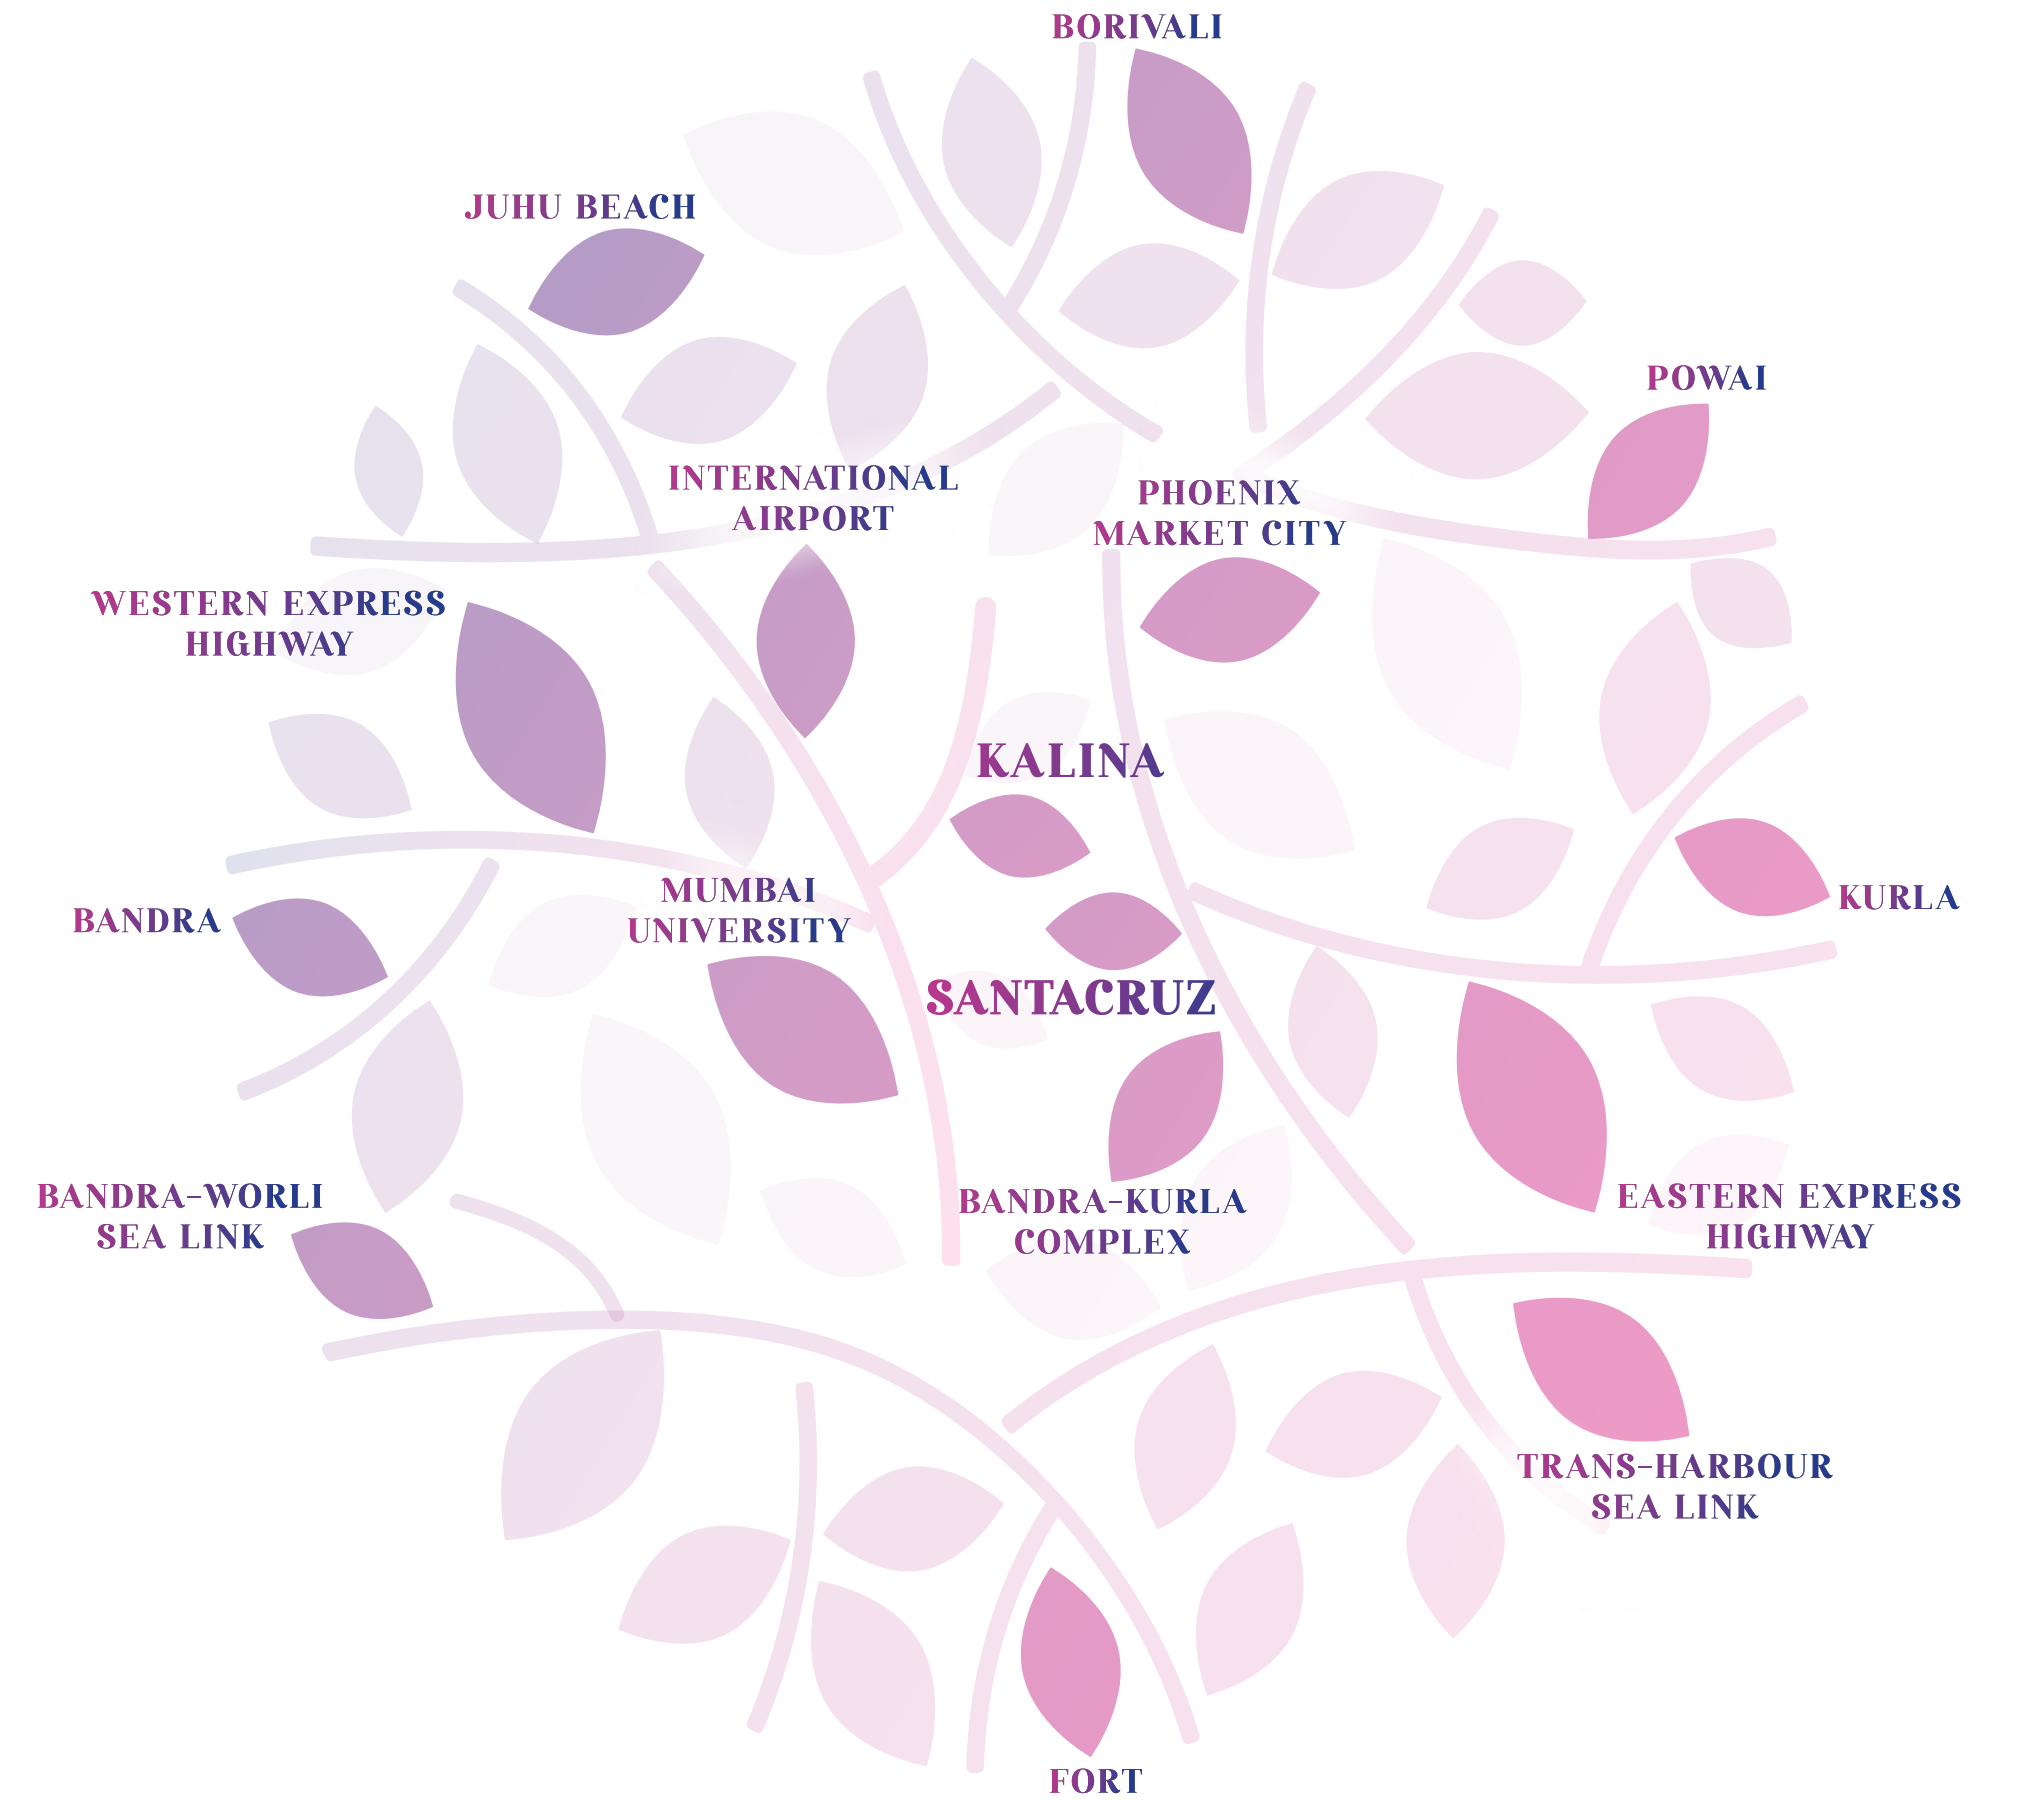 BORIVALI
JUHU BEACH
POWAI
INTERNATIONAL
AIRPORT
PHOENIX
MARKET CITY
WESTERN EXPRESS
HIGHWAY
KALINA
MUMBAI
UNIVERSITY
KURLA
BANDRA
SANTACRUZ
BANDRA-WORLI
SEA LINK
BANDRA-KURLA
COMPLEX
EASTERN EXPRESS
HIGHWAY
TRANS-HARBOUR
SEA LINK
FORT